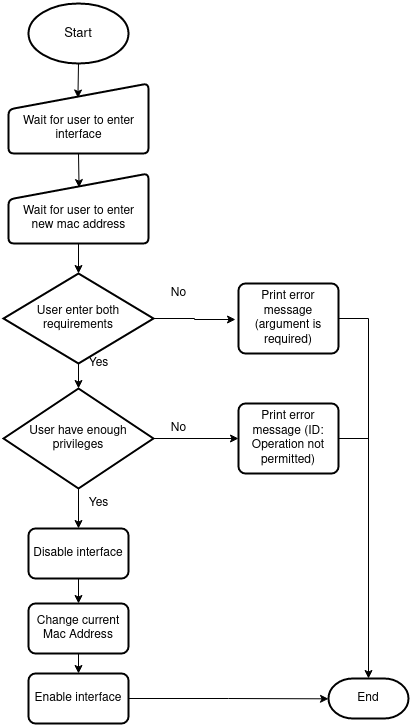 Start
Wait for user to enter
interface
Wait for user to enter
new mac address
User enter both
requirements
No
Print error
message
(argument is
required)
Yes
User have enough
privileges
No
Print error
message (ID:
Operation not
permitted)
Yes
Disable interface
Change current
Mac Address
Enable interface
End